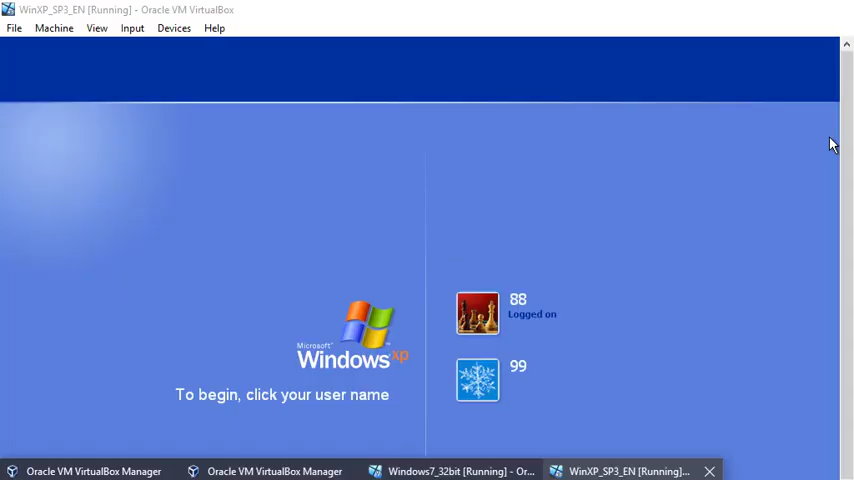 WinXP_SP3_EN [Running] - Oracle VM VirtualBox
File Machine View Input Devices Help
88
Logged on
Microsoft
Windows xp
99
To begin, click your user name
Oracle VM VirtualBox Manager
Oracle VM VirtualBox Manager
Windows7_32bit [Running] - Or...
WinXP_SP3_EN [Running]...